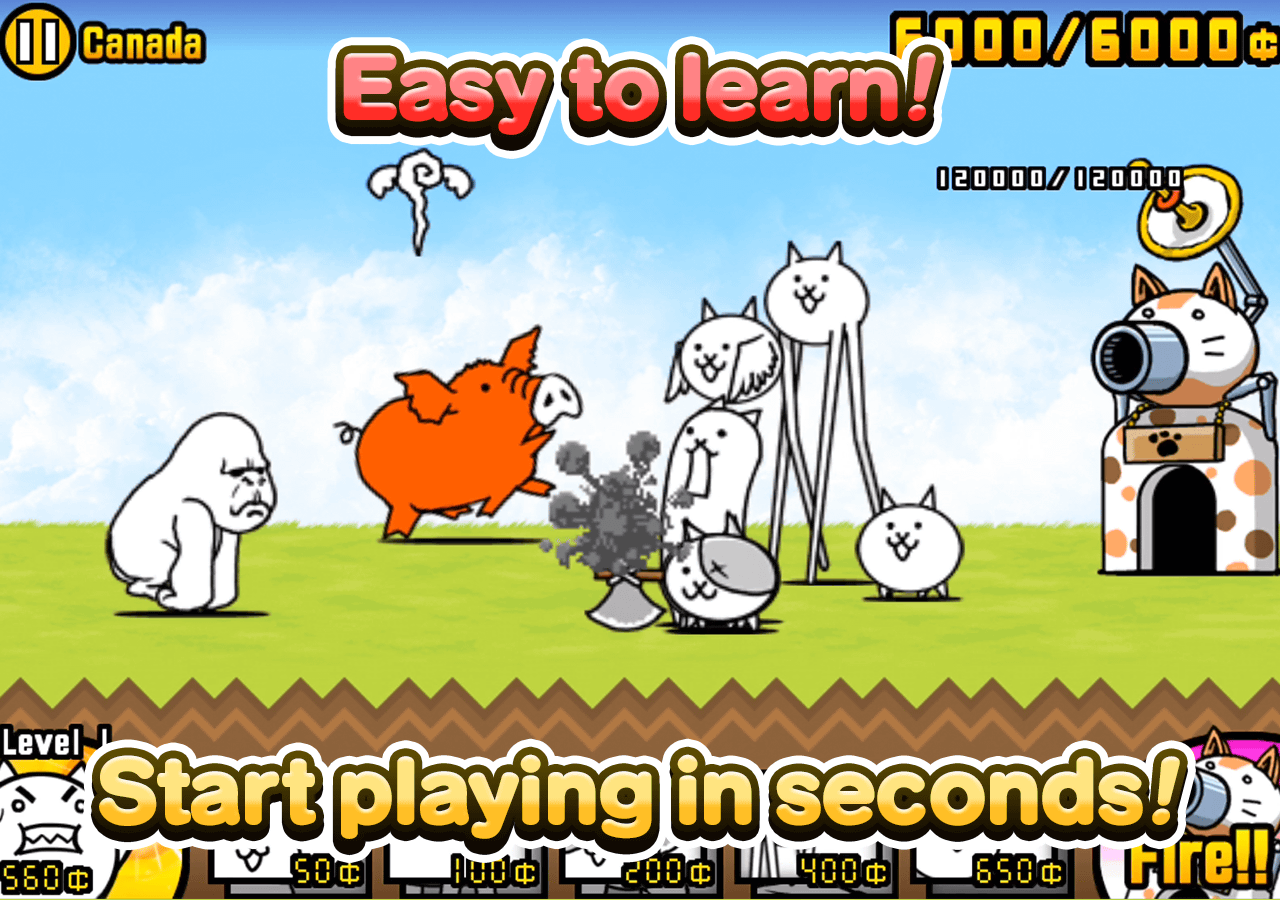 Canada
6000/6000¢
Easy to learn!
120000/120000
Level 1
Start playing in seconds!
560¢
50¢
100¢
200¢
400¢
650¢
Fire!!